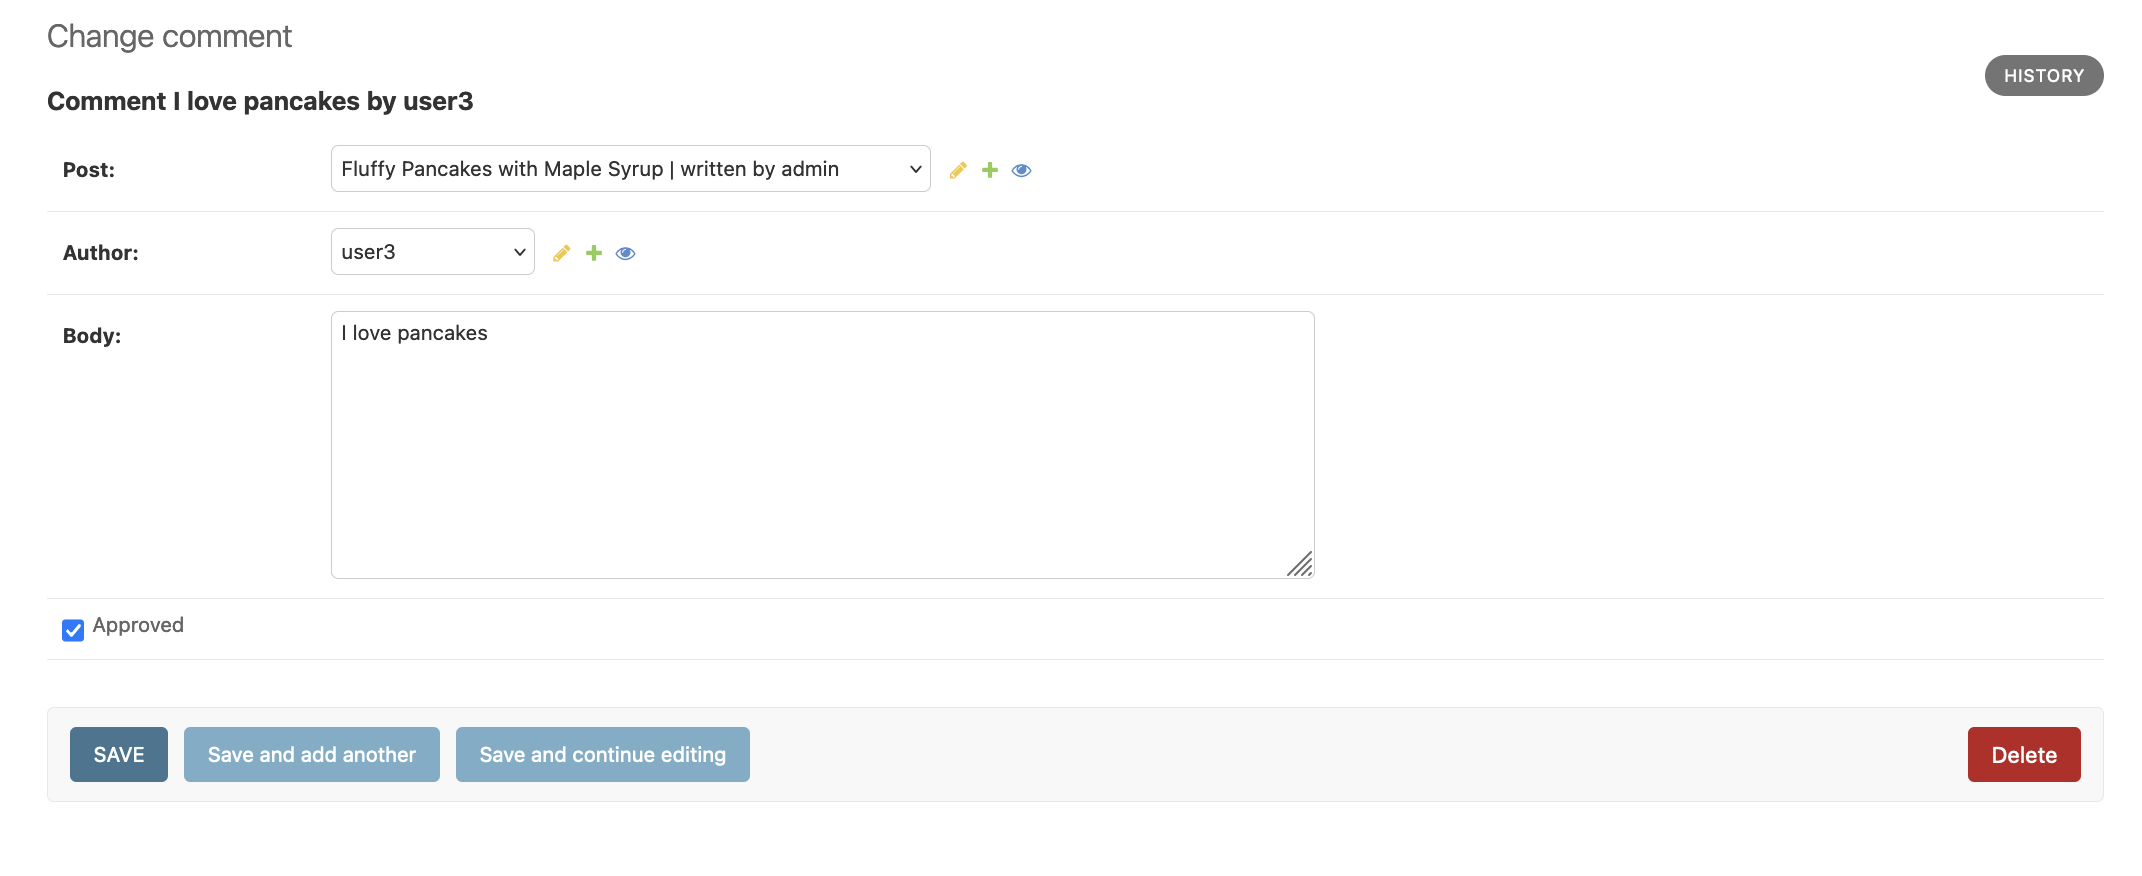 Change comment
HISTORY
Comment I love pancakes by user3
Post: Fluffy Pancakes with Maple Syrup | written by admin
Author: user3
Body: I love pancakes
Approved
SAVE Save and add another Save and continue editing Delete